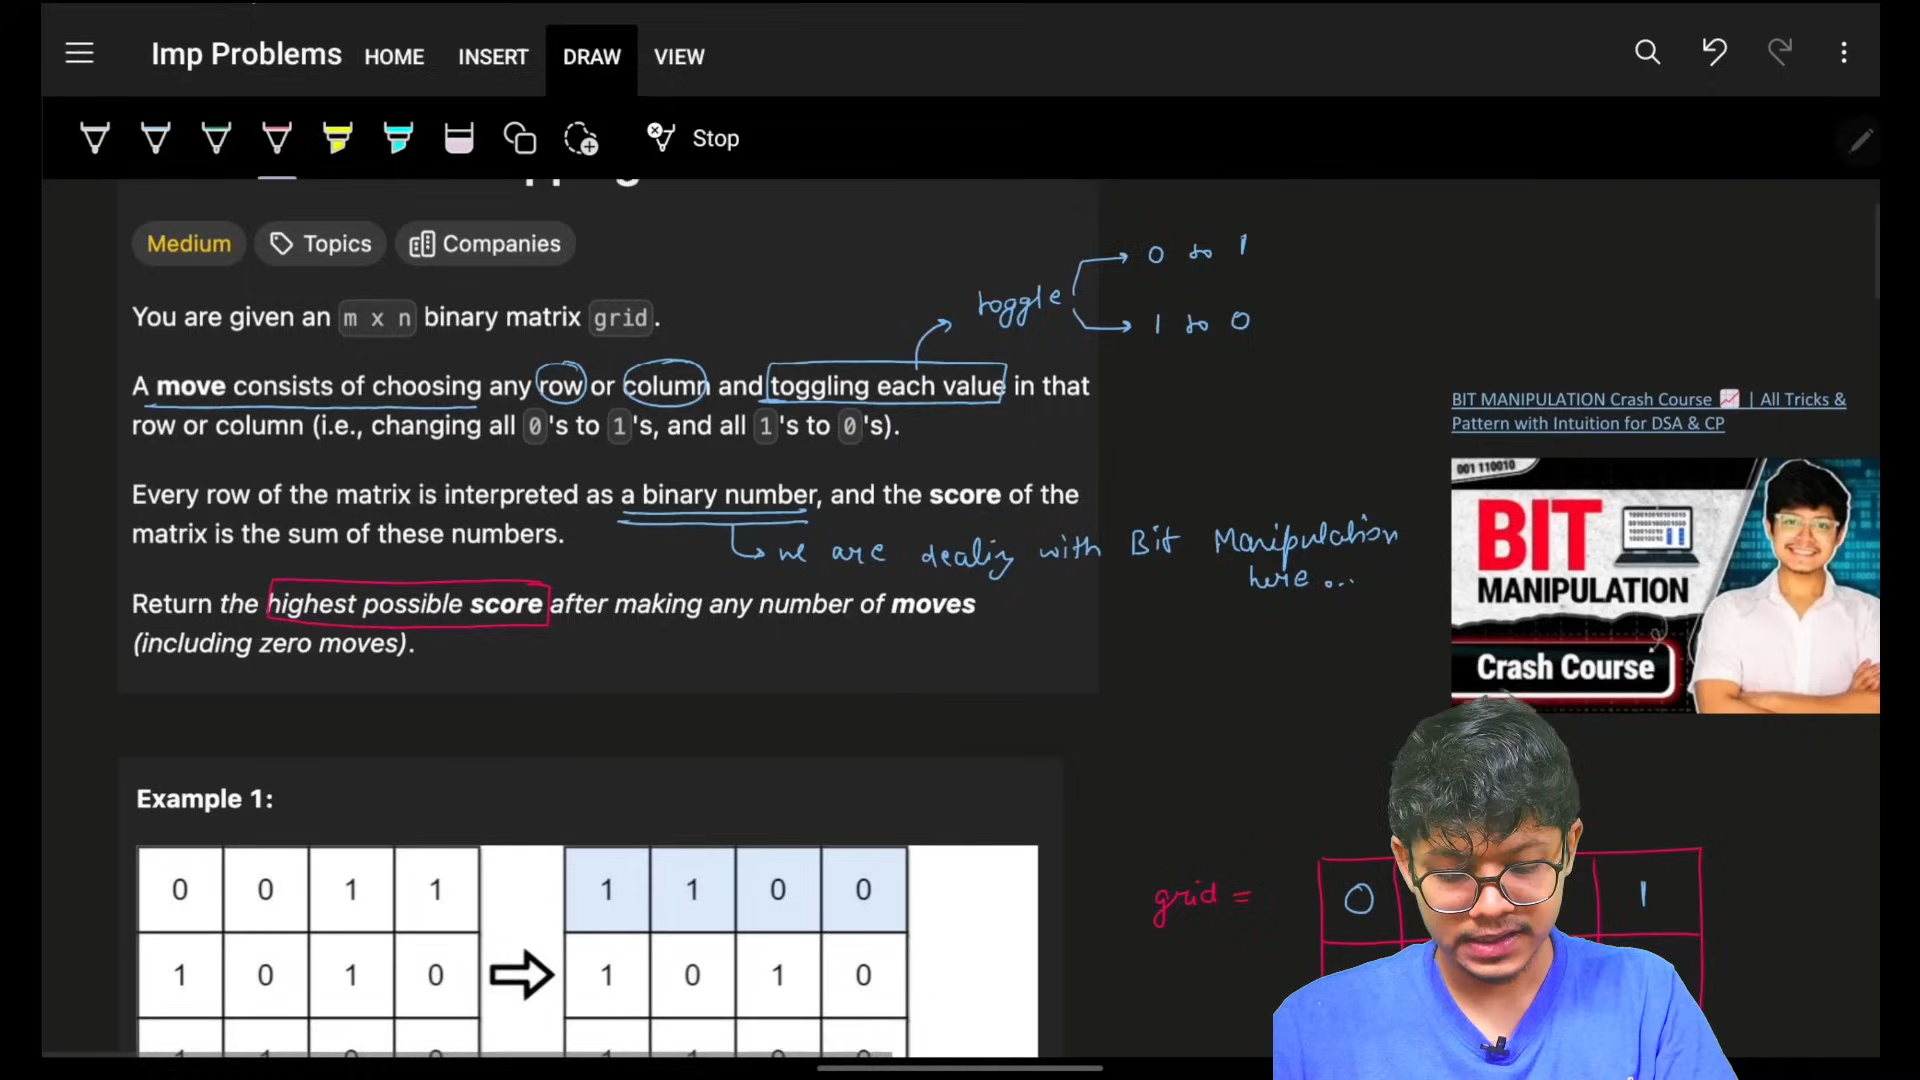 Imp Problems HOME INSERT DRAW VIEW
Stop
Medium Topics Companies
You are given an m x n binary matrix grid.
toggle
0 to 1
1 to 0
A move consists of choosing any row or column and toggling each value in that
row or column (i.e., changing all 0's to 1's, and all 1's to 0's).
Every row of the matrix is interpreted as a binary number, and the score of the
matrix is the sum of these numbers.
we are dealing with Bit Manipulation
here ...
Return the highest possible score after making any number of moves
(including zero moves).
BIT MANIPULATION Crash Course 📈 | All Tricks &
Pattern with Intuition for DSA & CP
001 110010
BIT
MANIPULATION
Crash Course
Example 1:
0 0 1 1 1 1 0 0
1 0 1 0 1 0 1 0
grid =
0 1